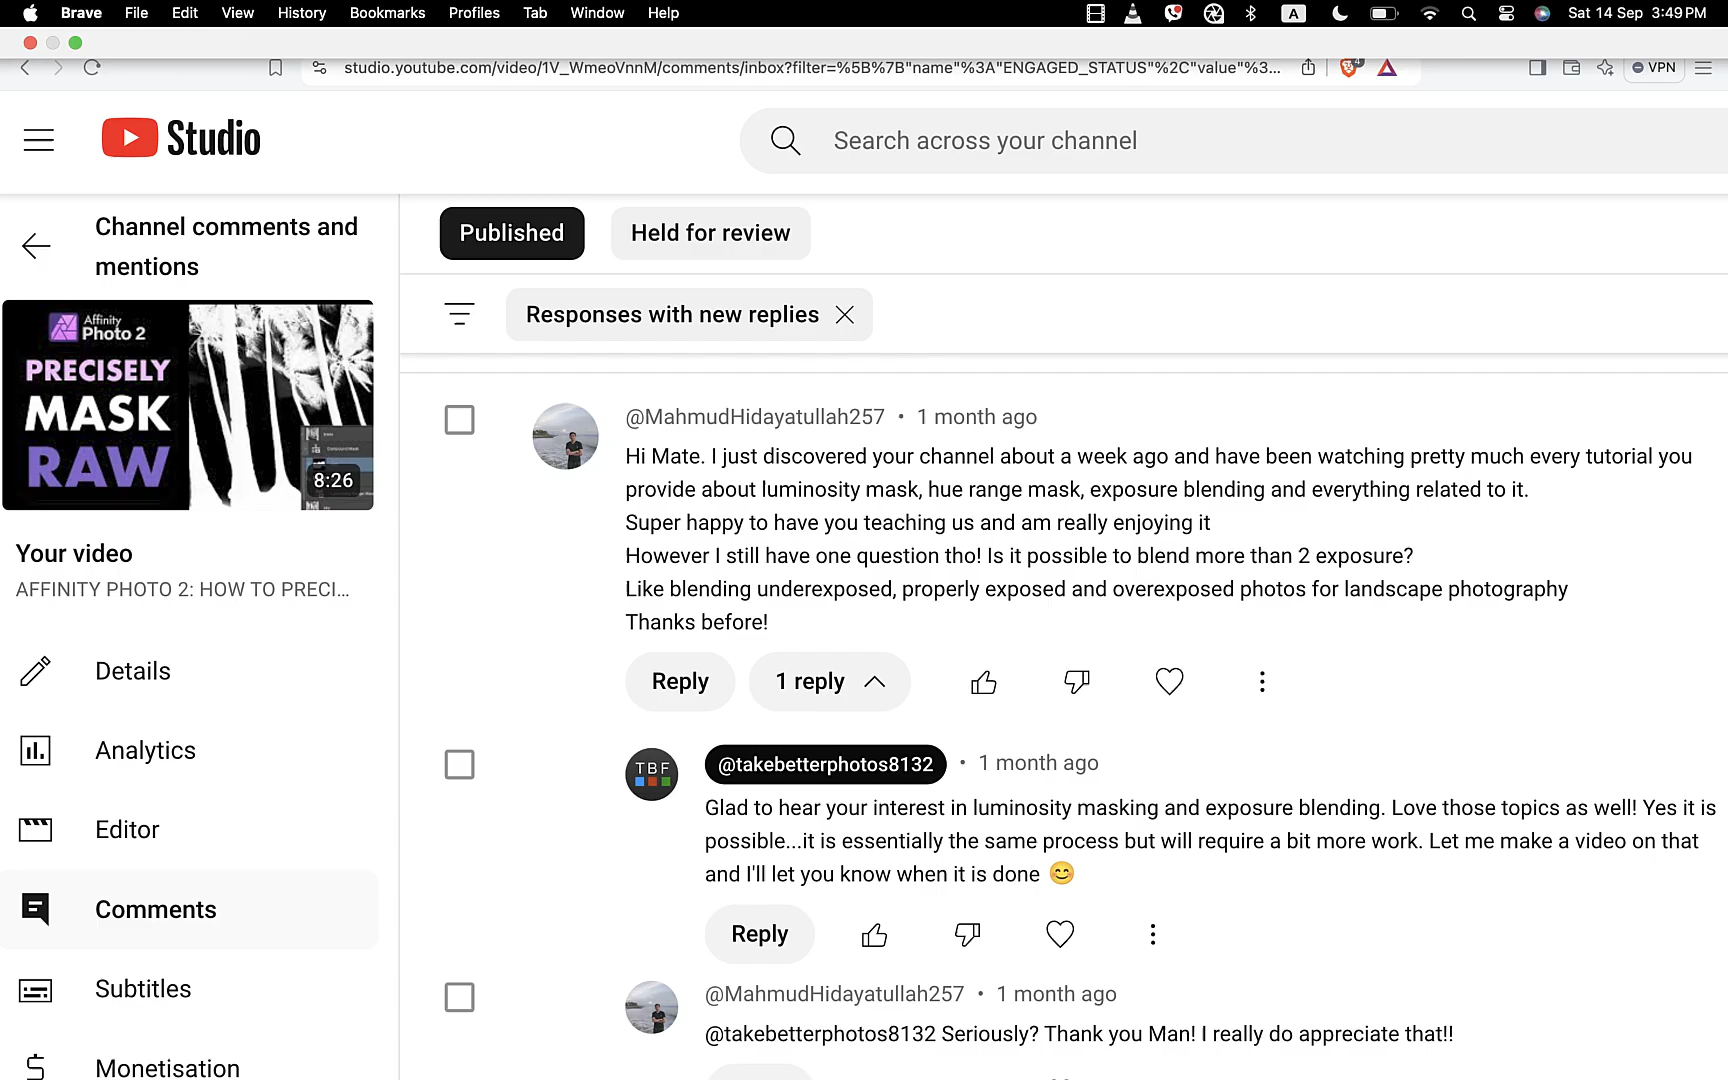 Brave File Edit View History Bookmarks Profiles Tab Window Help A Sat 14 Sep 3:49 PM
studio.youtube.com/video/1V_WmeoVnnM/comments/inbox?filter=%5B%7B"name"%3A"ENGAGED_STATUS"%2C"value"%3... 4 VPN
Studio
Search across your channel
Channel comments and
mentions
Affinity
Photo 2
PRECISELY
MASK
RAW
8:26
Your video
AFFINITY PHOTO 2: HOW TO PRECI...
Details
Analytics
Editor
Comments
Subtitles
Monetisation
Published
Held for review
Responses with new replies
@MahmudHidayatullah257 • 1 month ago
Hi Mate. I just discovered your channel about a week ago and have been watching pretty much every tutorial you
provide about luminosity mask, hue range mask, exposure blending and everything related to it.
Super happy to have you teaching us and am really enjoying it
However I still have one question tho! Is it possible to blend more than 2 exposure?
Like blending underexposed, properly exposed and overexposed photos for landscape photography
Thanks before!
Reply 1 reply
TBF
@takebetterphotos8132 • 1 month ago
Glad to hear your interest in luminosity masking and exposure blending. Love those topics as well! Yes it is
possible...it is essentially the same process but will require a bit more work. Let me make a video on that
and I'll let you know when it is done 😊
Reply
@MahmudHidayatullah257 • 1 month ago
@takebetterphotos8132 Seriously? Thank you Man! I really do appreciate that!!